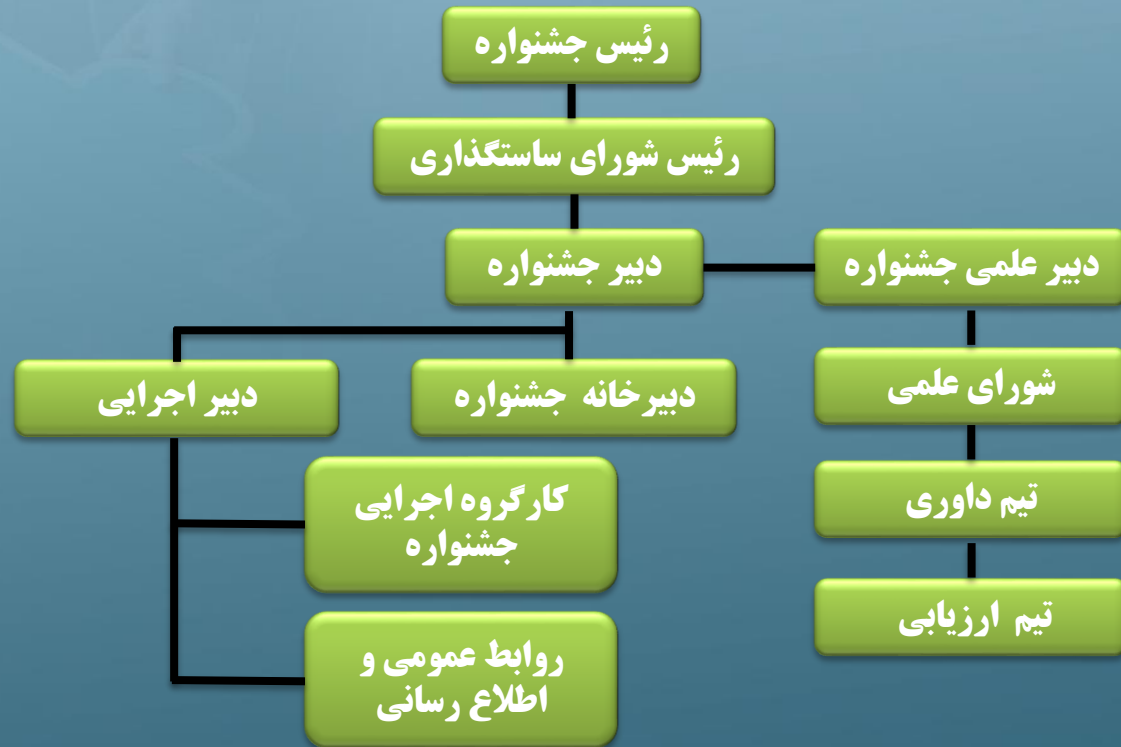 رئیس جشنواره
رئیس شورای ساستگذاری
دبیر علمی جشنواره
دبیر جشنواره
شورای علمی
دبیرخانه جشنواره
دبیر اجرایی
تیم داوری
کارگروه اجرایی
جشنواره
تیم ارزیابی
روابط عمومی و
اطلاع رسانی